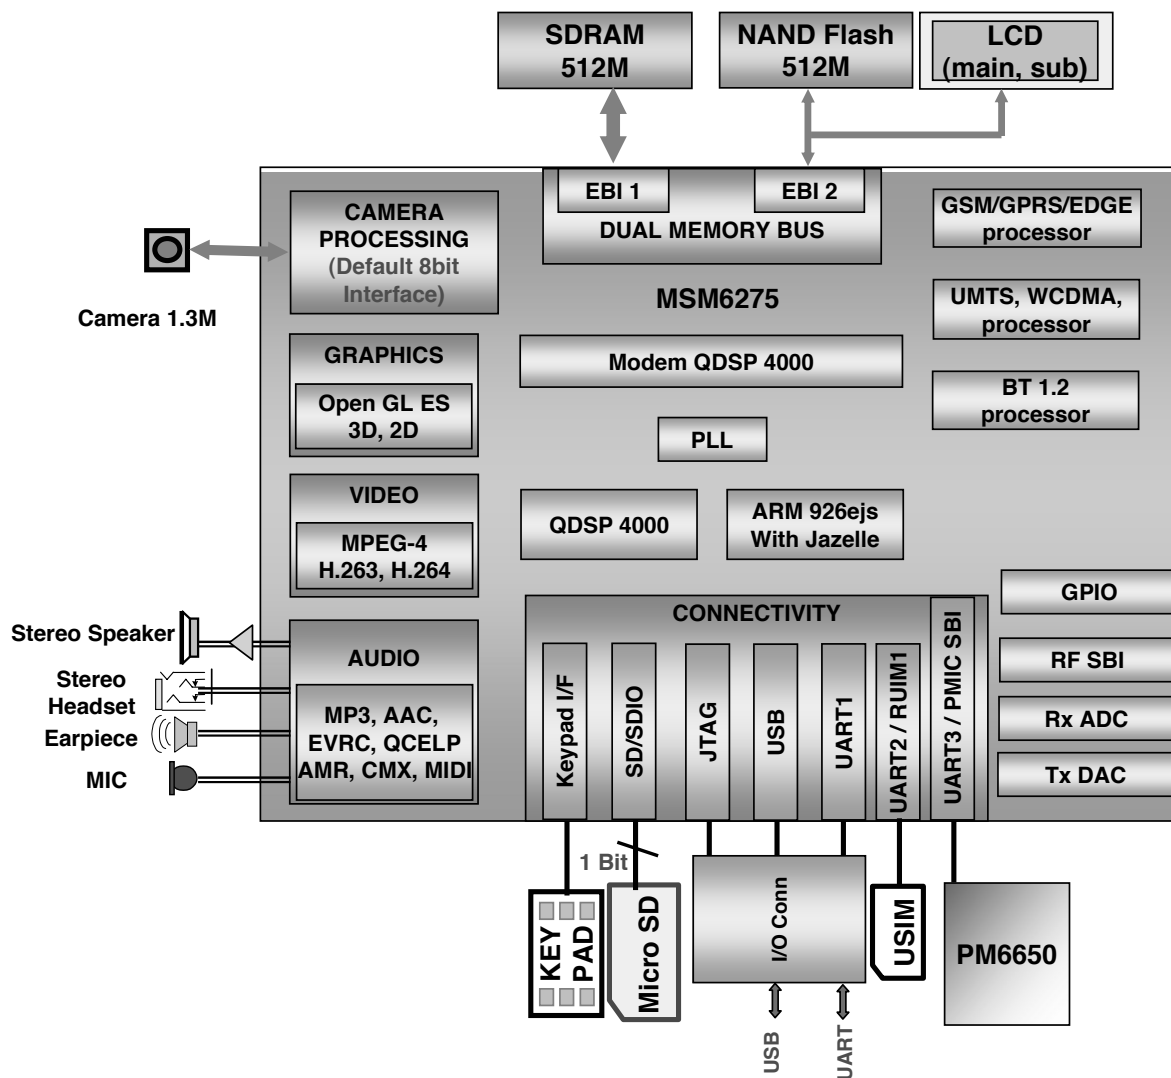 SDRAM
512M
NAND Flash
512M
LCD
(main, sub)
EBI 1
EBI 2
DUAL MEMORY BUS
CAMERA
PROCESSING
(Default 8bit
Interface)
Camera 1.3M
GSM/GPRS/EDGE
processor
MSM6275
UMTS, WCDMA,
processor
GRAPHICS
Open GL ES
3D, 2D
Modem QDSP 4000
BT 1.2
processor
PLL
VIDEO
MPEG-4
H.263, H.264
QDSP 4000
ARM 926ejs
With Jazelle
CONNECTIVITY
GPIO
RF SBI
Rx ADC
Tx DAC
Stereo Speaker
Stereo
Headset
Earpiece
MIC
AUDIO
MP3, AAC,
EVRC, QCELP
AMR, CMX, MIDI
Keypad I/F
SD/SDIO
JTAG
USB
UART1
UART2 / RUIM1
UART3 / PMIC SBI
1 Bit
KEY
PAD
Micro SD
I/O Conn
USIM
PM6650
USB
UART